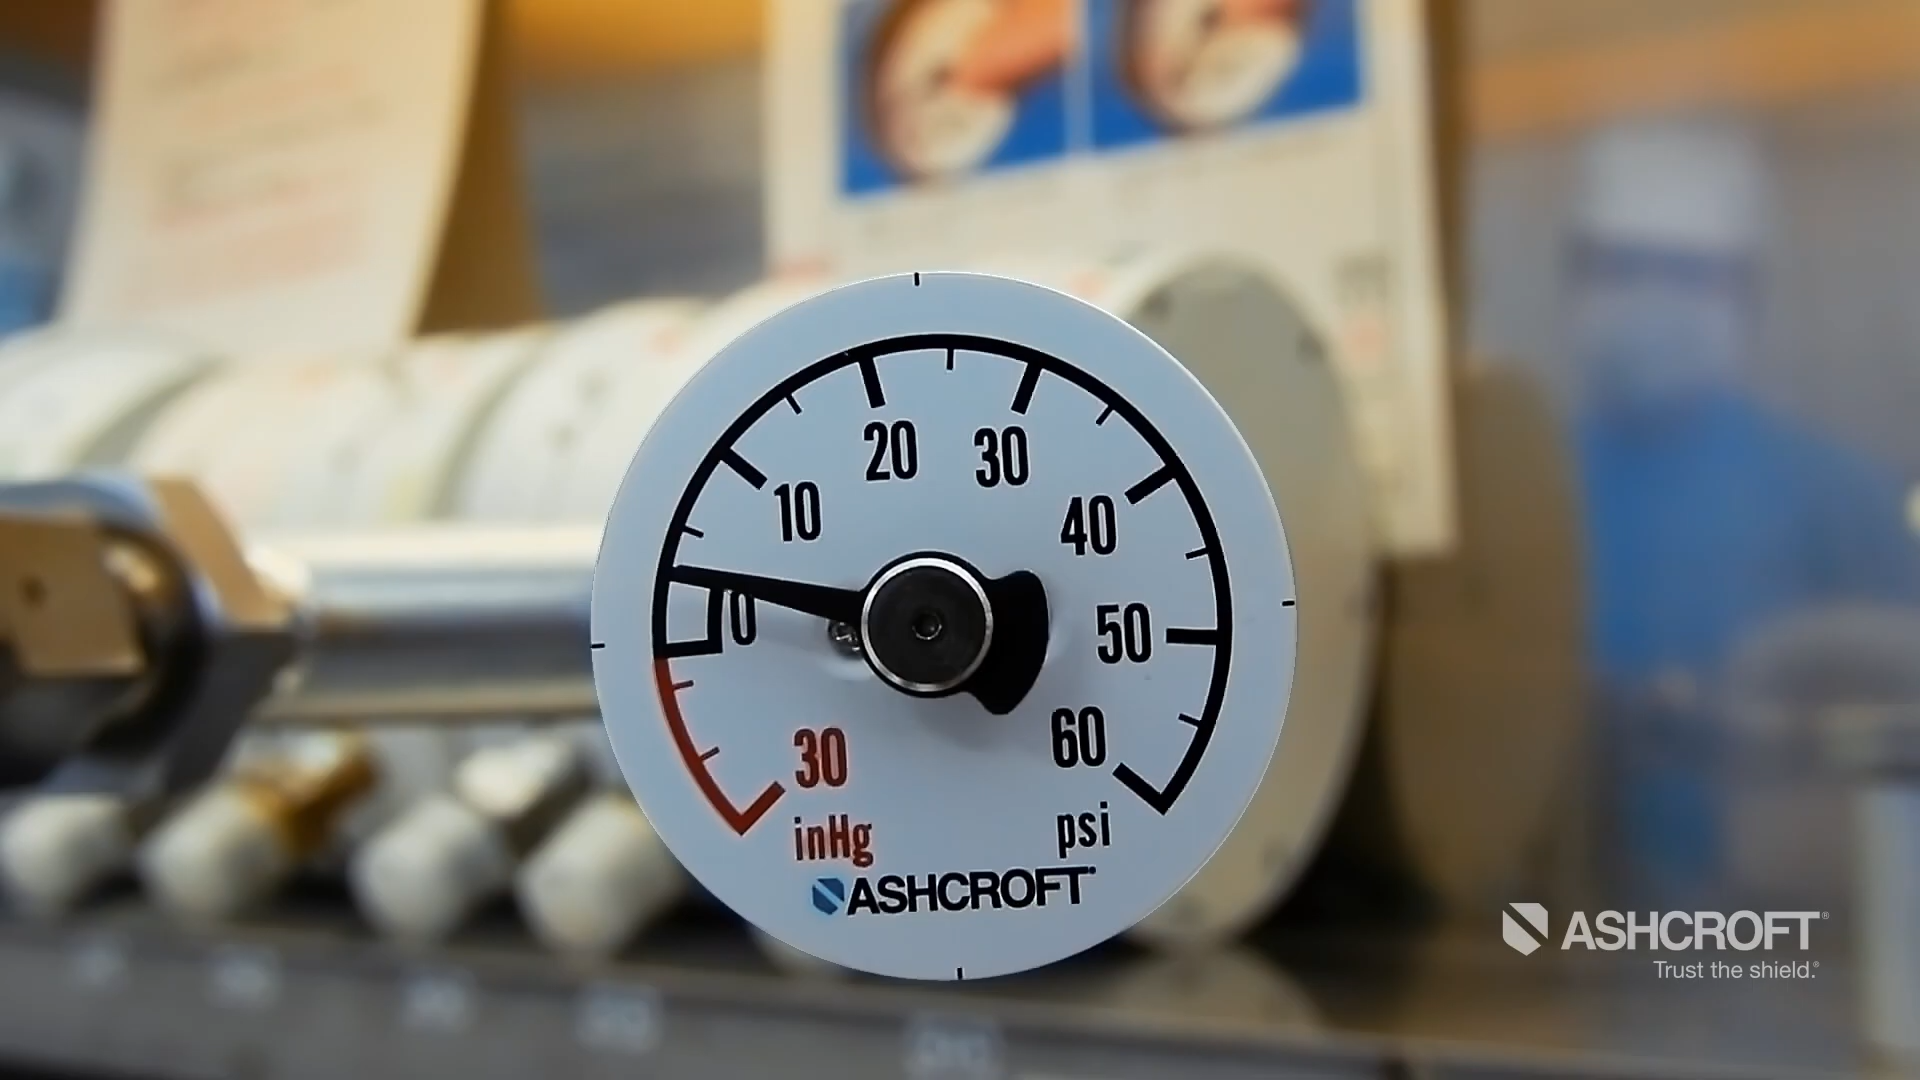 20 30
10 40
0 50
30 60
inHg psi
ASHCROFT
ASHCROFT®
Trust the shield.®